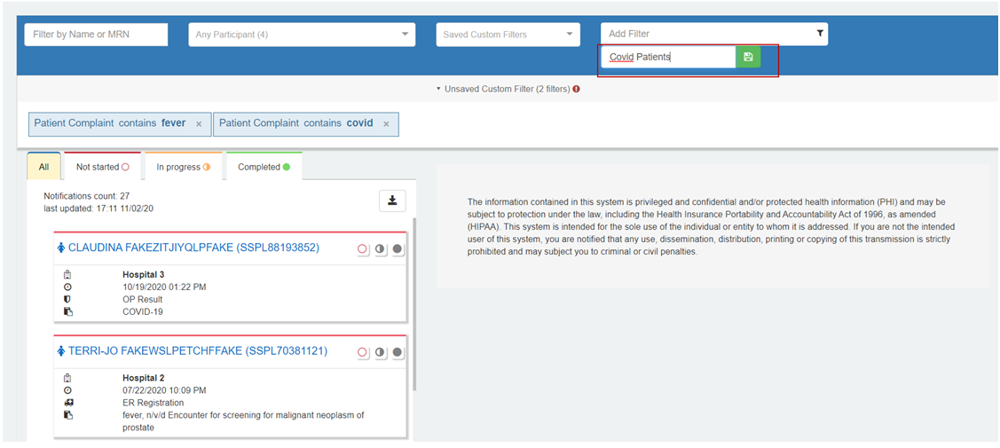 Filter by Name or MRN
Any Participant (4)
Saved Custom Filters
Add Filter
Covid Patients
Unsaved Custom Filter (2 filters)
Patient Complaint contains fever ×
Patient Complaint contains covid ×
All
Not started
In progress
Completed
Notifications count: 27
last updated: 17:11 11/02/20
CLAUDINA FAKEZITJIYQLPFAKE (SSPL88193852)
Hospital 3
10/19/2020 01:22 PM
OP Result
COVID-19
TERRI-JO FAKEWSLPETCHFFAKE (SSPL70381121)
Hospital 2
07/22/2020 10:09 PM
ER Registration
fever, n/v/d Encounter for screening for malignant neoplasm of
prostate
The information contained in this system is privileged and confidential and/or protected health information (PHI) and may be
subject to protection under the law, including the Health Insurance Portability and Accountability Act of 1996, as amended
(HIPAA). This system is intended for the sole use of the individual or entity to whom it is addressed. If you are not the intended
user of this system, you are notified that any use, dissemination, distribution, printing or copying of this transmission is strictly
prohibited and may subject you to criminal or civil penalties.